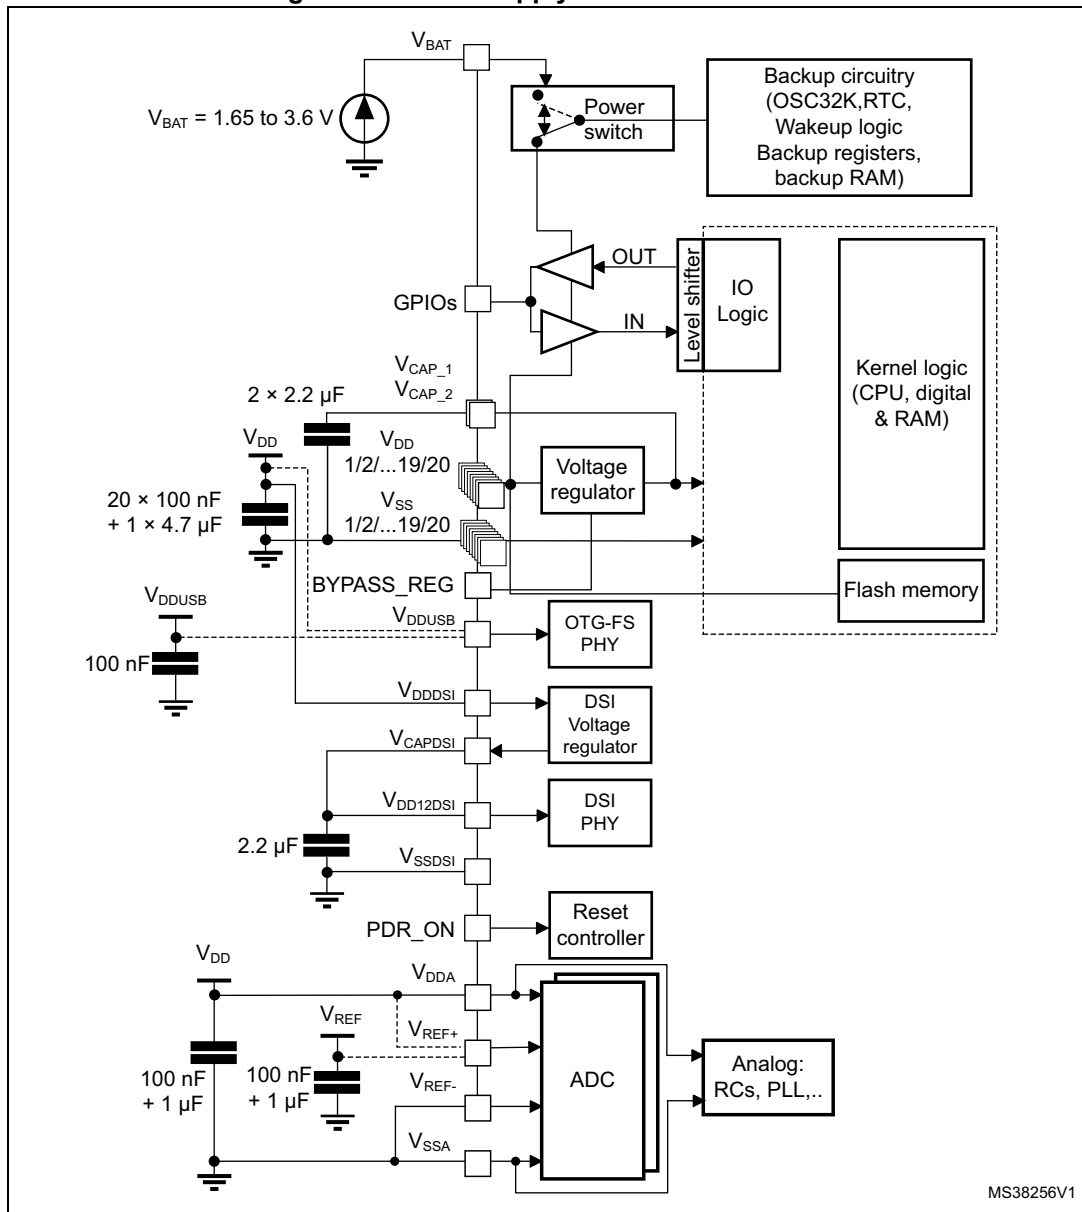 V_BAT
V_BAT = 1.65 to 3.6 V
Power
switch
Backup circuitry
(OSC32K,RTC,
Wakeup logic
Backup registers,
backup RAM)
OUT
GPIOs
IN
Level shifter
IO
Logic
Kernel logic
(CPU, digital
& RAM)
V_CAP_1
V_CAP_2
2 × 2.2 µF
V_DD
V_DD
1/2/...19/20
Voltage
regulator
20 × 100 nF
+ 1 × 4.7 µF
V_SS
1/2/...19/20
BYPASS_REG
Flash memory
V_DDUSB
V_DDUSB
100 nF
OTG-FS
PHY
V_DDDSI
DSI
Voltage
regulator
V_CAPDSI
V_DD12DSI
DSI
PHY
2.2 µF
V_SSDSI
PDR_ON
Reset
controller
V_DD
V_DDA
V_REF
V_REF+
100 nF
+ 1 µF
100 nF
+ 1 µF
V_REF-
ADC
Analog:
RCs, PLL,..
V_SSA
MS38256V1